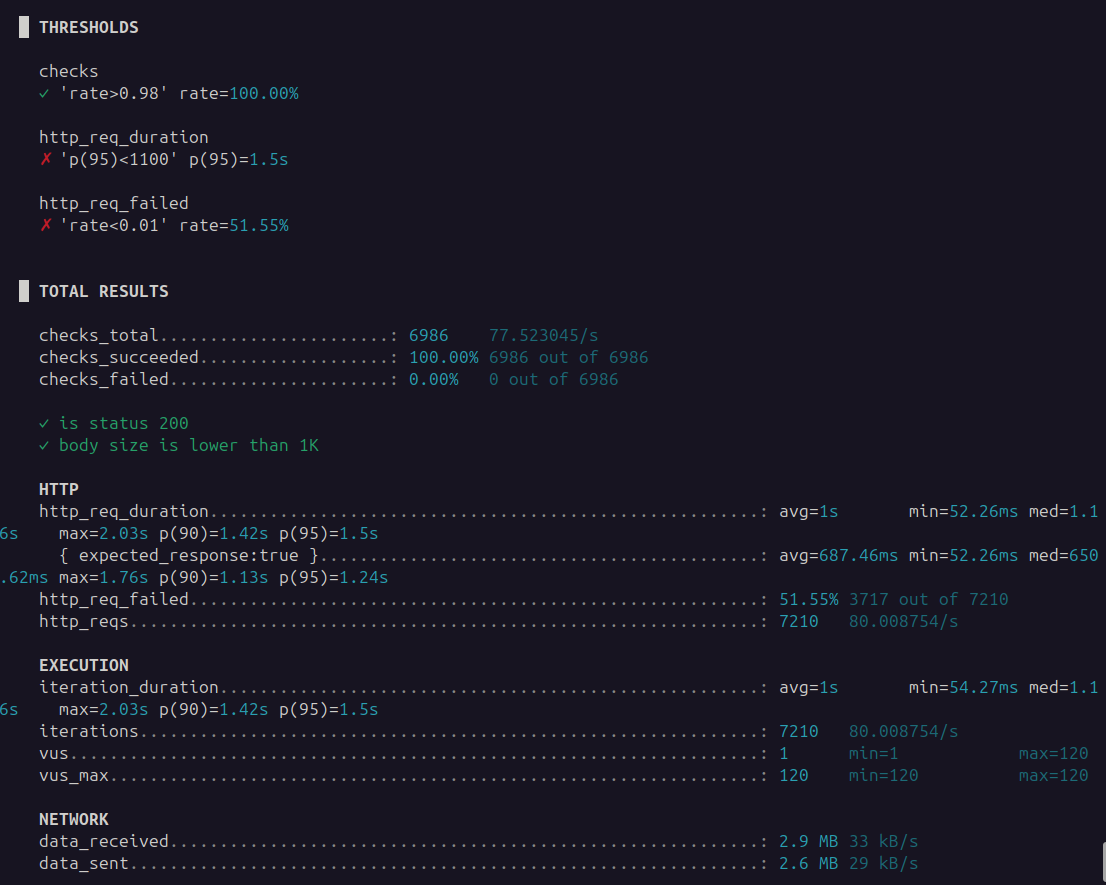 THRESHOLDS
checks
✓ 'rate>0.98' rate=100.00%
http_req_duration
✗ 'p(95)<1100' p(95)=1.5s
http_req_failed
✗ 'rate<0.01' rate=51.55%
TOTAL RESULTS
checks_total.......................: 6986    77.523045/s
checks_succeeded...................: 100.00% 6986 out of 6986
checks_failed......................: 0.00%   0 out of 6986
✓ is status 200
✓ body size is lower than 1K
HTTP
http_req_duration.......................................................: avg=1s       min=52.26ms med=1.1
6s    max=2.03s p(90)=1.42s p(95)=1.5s
{ expected_response:true }............................................: avg=687.46ms min=52.26ms med=650
.62ms max=1.76s p(90)=1.13s p(95)=1.24s
http_req_failed.........................................................: 51.55% 3717 out of 7210
http_reqs...............................................................: 7210   80.008754/s
EXECUTION
iteration_duration......................................................: avg=1s       min=54.27ms med=1.1
6s    max=2.03s p(90)=1.42s p(95)=1.5s
iterations..............................................................: 7210   80.008754/s
vus.....................................................................: 1      min=1            max=120
vus_max.................................................................: 120    min=120          max=120
NETWORK
data_received...........................................................: 2.9 MB 33 kB/s
data_sent...............................................................: 2.6 MB 29 kB/s